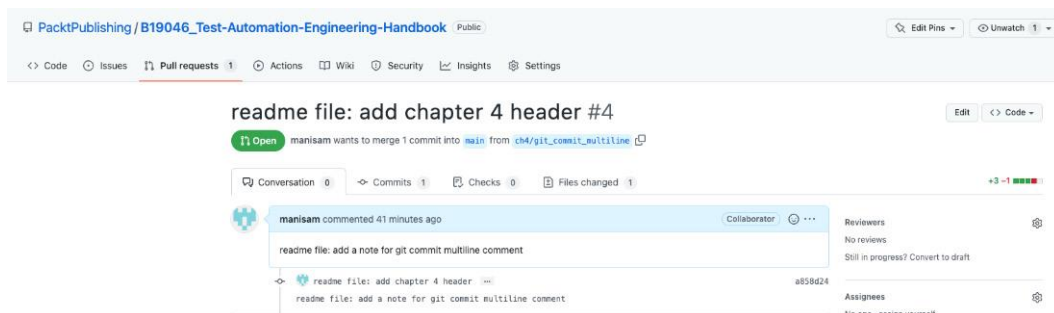 PacktPublishing / B19046_Test-Automation-Engineering-Handbook Public
Edit Pins
Unwatch 1
Code Issues Pull requests 1 Actions Wiki Security Insights Settings
readme file: add chapter 4 header #4
Edit <> Code
Open manisam wants to merge 1 commit into main from ch4/git_commit_multiline
Conversation 0 Commits 1 Checks 0 Files changed 1
+3 −1
manisam commented 41 minutes ago
Collaborator
readme file: add a note for git commit multiline comment
readme file: add chapter 4 header ...
a858d24
readme file: add a note for git commit multiline comment
Reviewers
No reviews
Still in progress? Convert to draft
Assignees